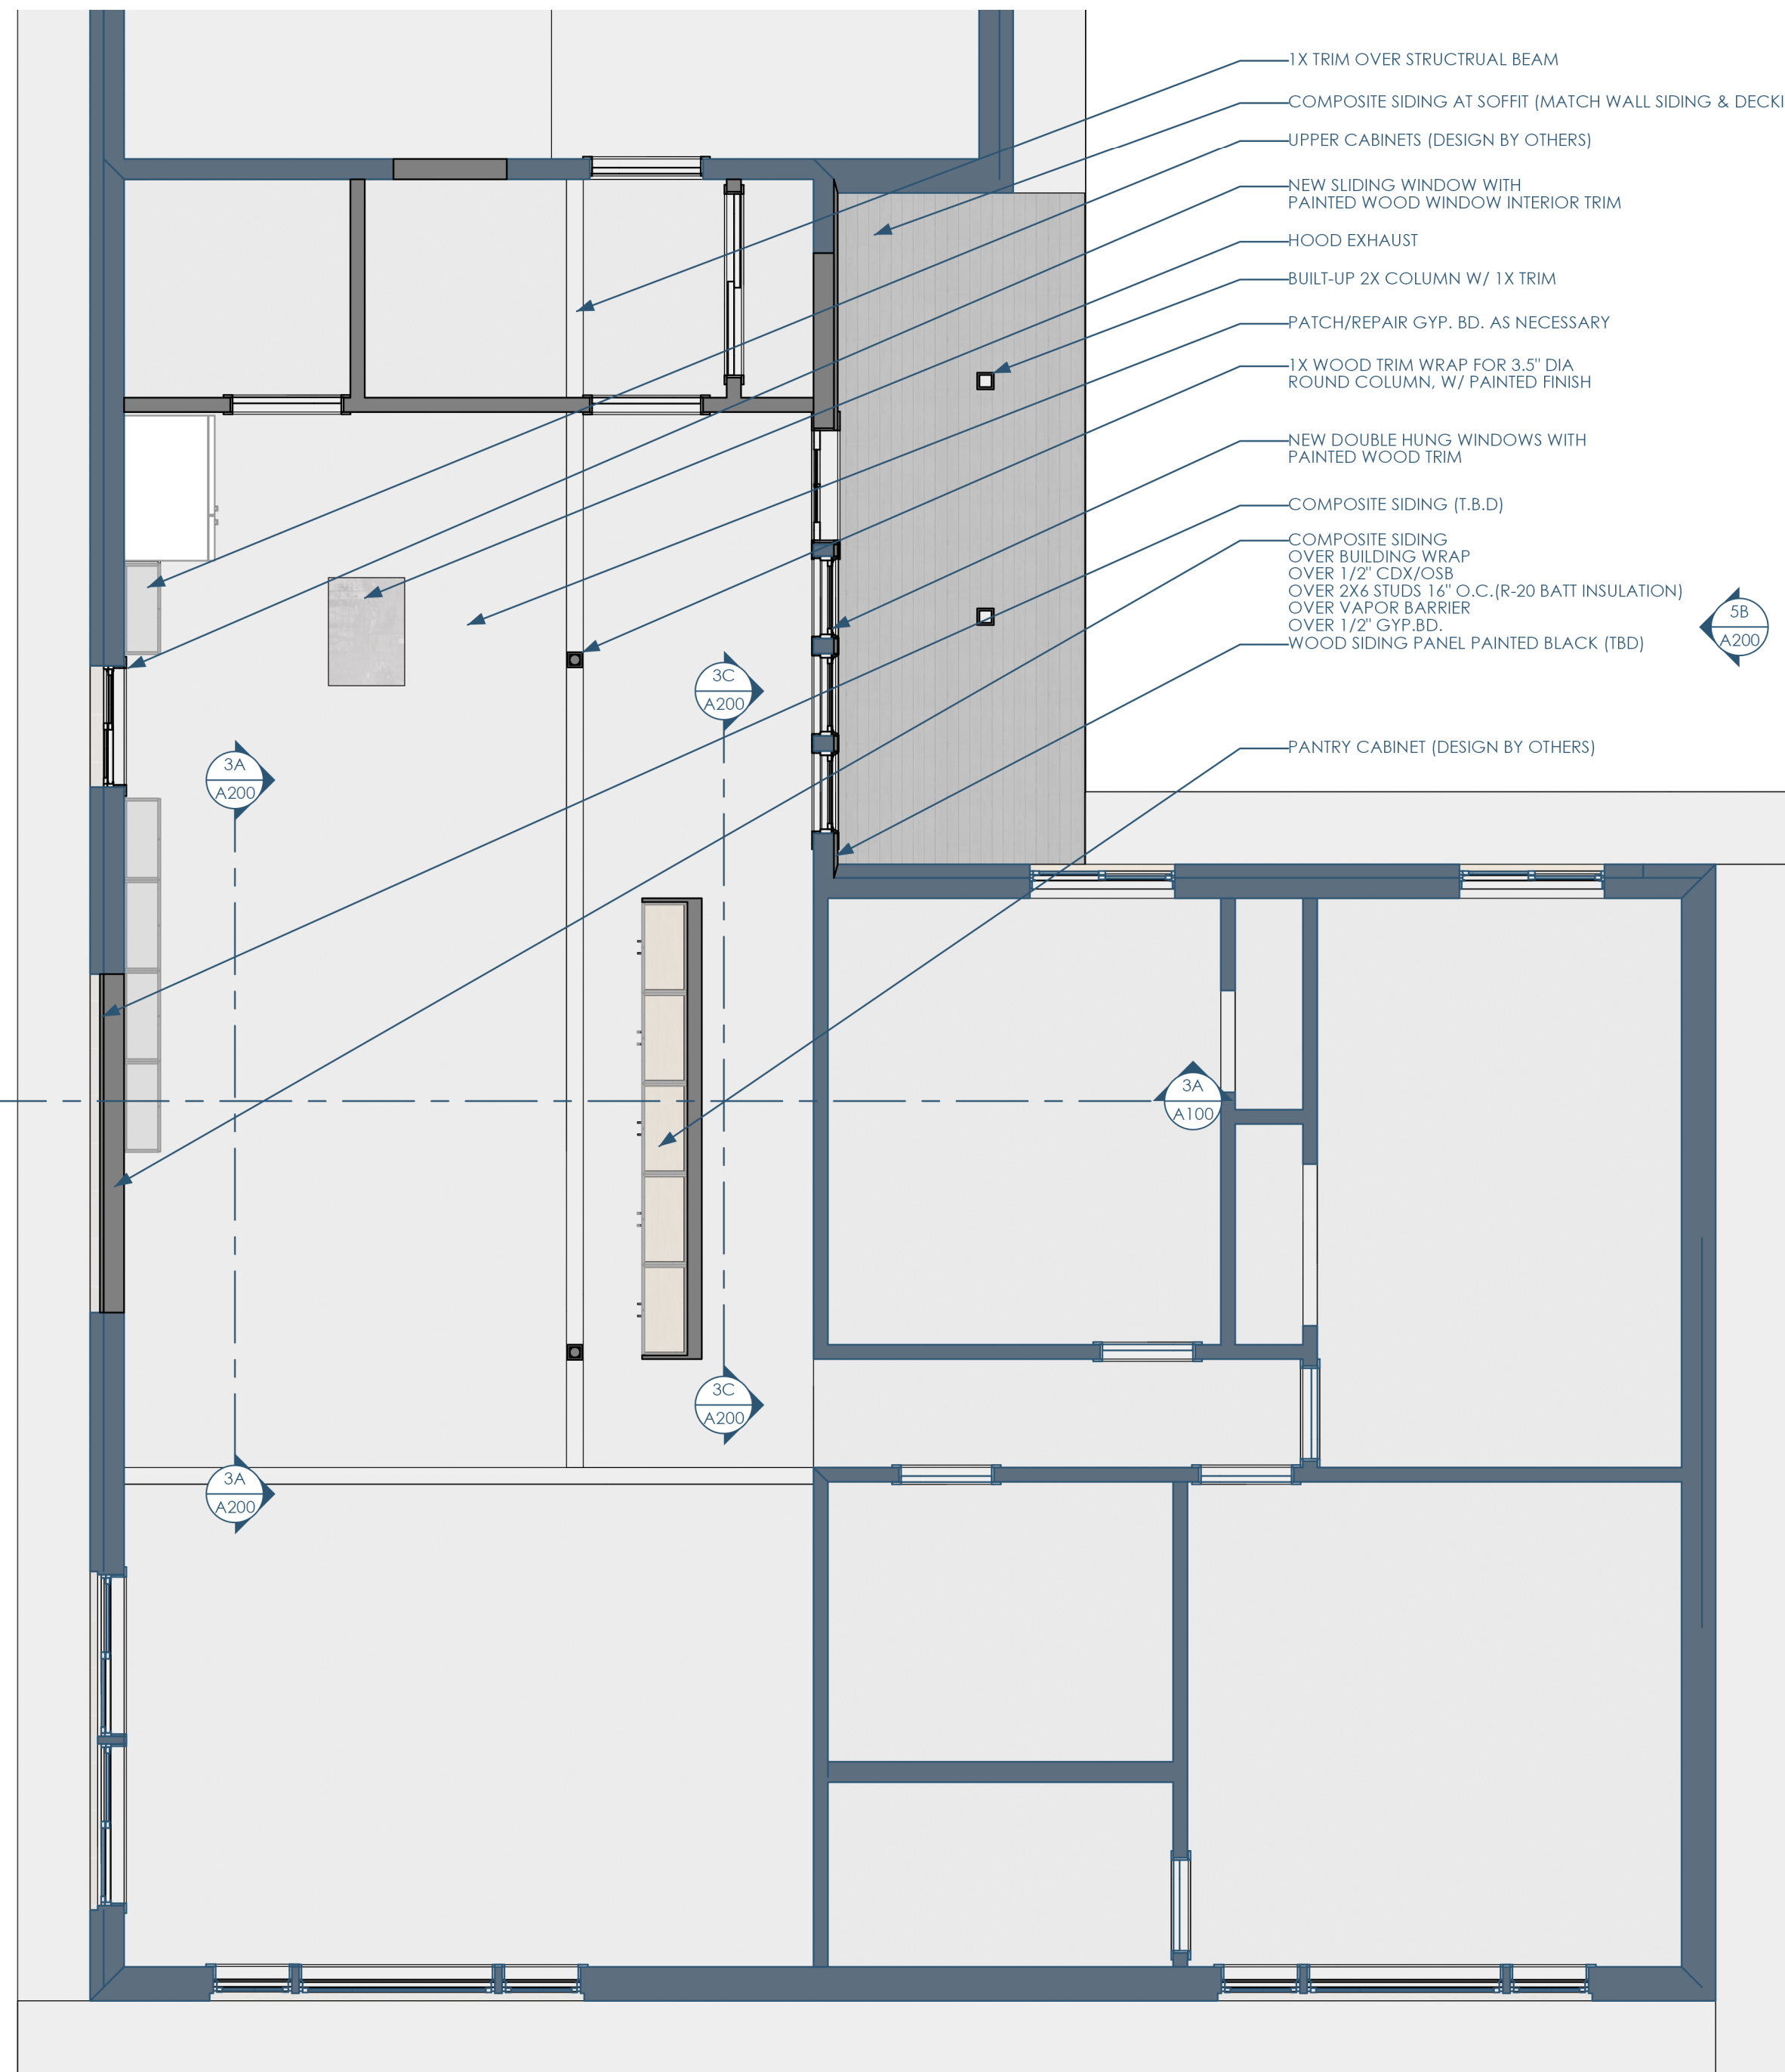 1X TRIM OVER STRUCTRUAL BEAM
COMPOSITE SIDING AT SOFFIT (MATCH WALL SIDING & DECKI
UPPER CABINETS (DESIGN BY OTHERS)
NEW SLIDING WINDOW WITH
PAINTED WOOD WINDOW INTERIOR TRIM
HOOD EXHAUST
BUILT-UP 2X COLUMN W/ 1X TRIM
PATCH/REPAIR GYP. BD. AS NECESSARY
1X WOOD TRIM WRAP FOR 3.5" DIA
ROUND COLUMN, W/ PAINTED FINISH
NEW DOUBLE HUNG WINDOWS WITH
PAINTED WOOD TRIM
COMPOSITE SIDING (T.B.D)
COMPOSITE SIDING
OVER BUILDING WRAP
OVER 1/2" CDX/OSB
OVER 2X6 STUDS 16" O.C.(R-20 BATT INSULATION)
OVER VAPOR BARRIER
OVER 1/2" GYP.BD.
WOOD SIDING PANEL PAINTED BLACK (TBD)
5B
A200
3C
A200
PANTRY CABINET (DESIGN BY OTHERS)
3A
A200
3A
A100
3C
A200
3A
A200